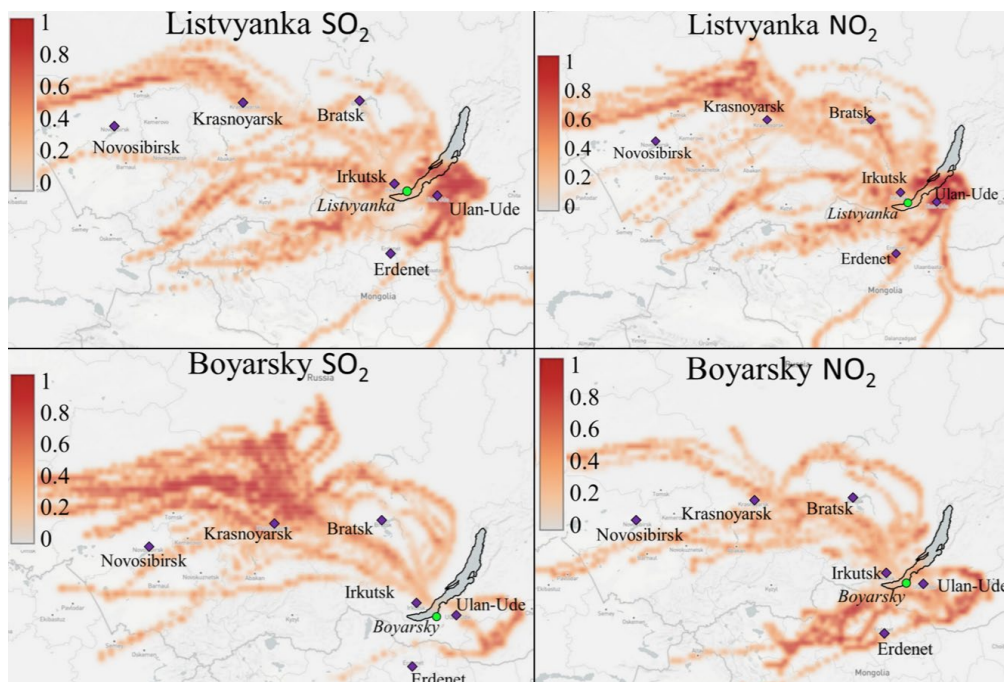 Listvyanka SO2
1
0.8
0.6
0.4
0.2
0
Krasnoyarsk
Bratsk
Novosibirsk
Irkutsk
Listvyanka
Ulan-Ude
Erdenet
Mongolia
Listvyanka NO2
1
0.8
0.6
0.4
0.2
0
Krasnoyarsk
Bratsk
Novosibirsk
Irkutsk
Listvyanka
Ulan-Ude
Erdenet
Mongolia
Boyarsky SO2
Russia
1
0.8
0.6
0.4
0.2
0
Krasnoyarsk
Bratsk
Novosibirsk
Irkutsk
Ulan-Ude
Boyarsky
Erdenet
Boyarsky NO2
1
0.8
0.6
0.4
0.2
0
Krasnoyarsk
Bratsk
Novosibirsk
Irkutsk
Ulan-Ude
Boyarsky
Erdenet
Mongolia